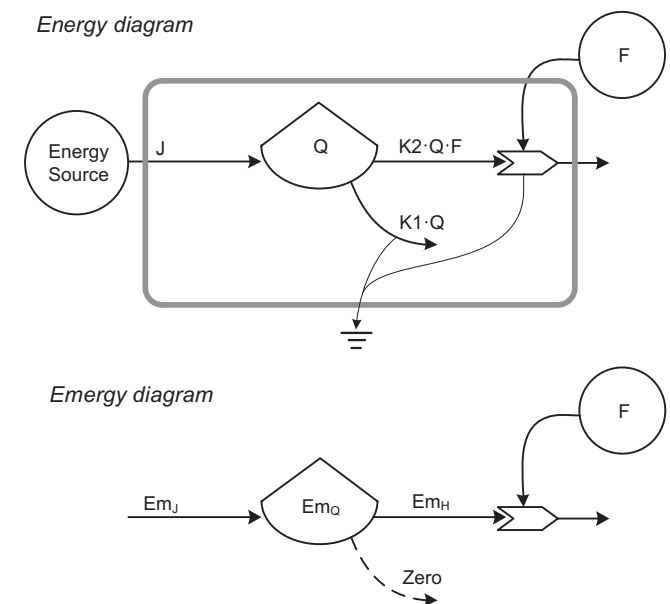 Energy diagram
F
Energy
Source
J
Q
K2·Q·F
K1·Q
Emergy diagram
F
EmJ
EmQ
EmH
Zero